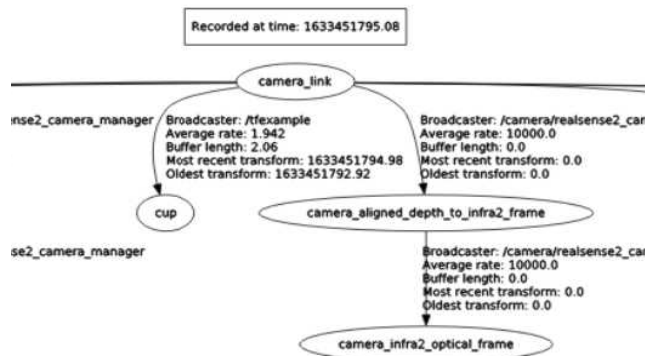 Recorded at time: 1633451795.08
camera_link
sense2_camera_manager
Broadcaster: /tfexample
Average rate: 1.942
Buffer length: 2.06
Most recent transform: 1633451794.98
Oldest transform: 1633451792.92
Broadcaster: /camera/realsense2_cam
Average rate: 10000.0
Buffer length: 0.0
Most recent transform: 0.0
Oldest transform: 0.0
cup
camera_aligned_depth_to_infra2_frame
se2_camera_manager
Broadcaster: /camera/realsense2_cam
Average rate: 10000.0
Buffer length: 0.0
Most recent transform: 0.0
Oldest transform: 0.0
camera_infra2_optical_frame